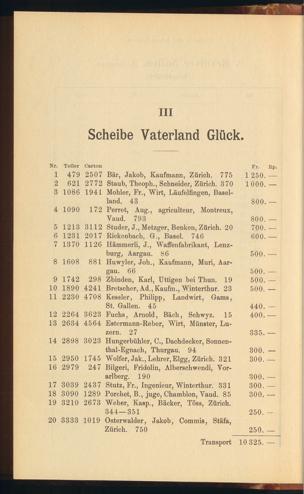 III
Scheibe Vaterland Glück.
Nr. Teiler Carton Fr. Rp.
1 479 2507 Bär, Jakob, Kaufmann, Zürich. 775 1 250. —
2 621 2772 Staub, Theoph., Schneider, Zürich. 370 1 000. —
3 1086 1941 Mohler, Fr., Wirt, Läufelfingen, Basel-
land. 43 800. —
4 1090 172 Perret, Aug., agriculteur, Montreux,
Vaud. 793 800. —
5 1213 3112 Studer, J., Metzger, Benken, Zürich. 20 700. —
6 1231 2017 Rickenbach, G., Basel. 746 600. —
7 1370 1126 Hämmerli, J., Waffenfabrikant, Lenz-
burg, Aargau. 86 500. —
8 1608 881 Huwyler, Joh., Kaufmann, Muri, Aar-
gau. 66 500. —
9 1742 298 Zbinden, Karl, Uttigen bei Thun. 19 500. —
10 1890 4241 Bretscher, Ad., Kaufm., Winterthur. 23 500. —
11 2230 4708 Kessler, Philipp, Landwirt, Gams,
St. Gallen. 45 440. —
12 2264 3623 Fuchs, Arnold, Bäch, Schwyz. 15 400. —
13 2634 4564 Estermann-Reber, Wirt, Münster, Lu-
zern. 27 335. —
14 2898 3023 Hungerbühler, C., Dachdecker, Sonnen-
thal-Egnach, Thurgau. 94 300. —
15 2950 1745 Wolfer, Jak., Lehrer, Elgg, Zürich. 321 300. —
16 2979 247 Bilgeri, Fridolin, Alberschwendi, Vor-
arlberg. 190 300. —
17 3039 2437 Stutz, Fr., Ingenieur, Winterthur. 331 300. —
18 3090 1289 Porchet, B., juge, Chamblon, Vaud. 85 300. —
19 3210 2673 Weber, Kasp., Bäcker, Töss, Zürich.
344—351 250. —
20 3333 1019 Osterwalder, Jakob, Commis, Stäfa,
Zürich. 750 250. —
Transport 10 325. —